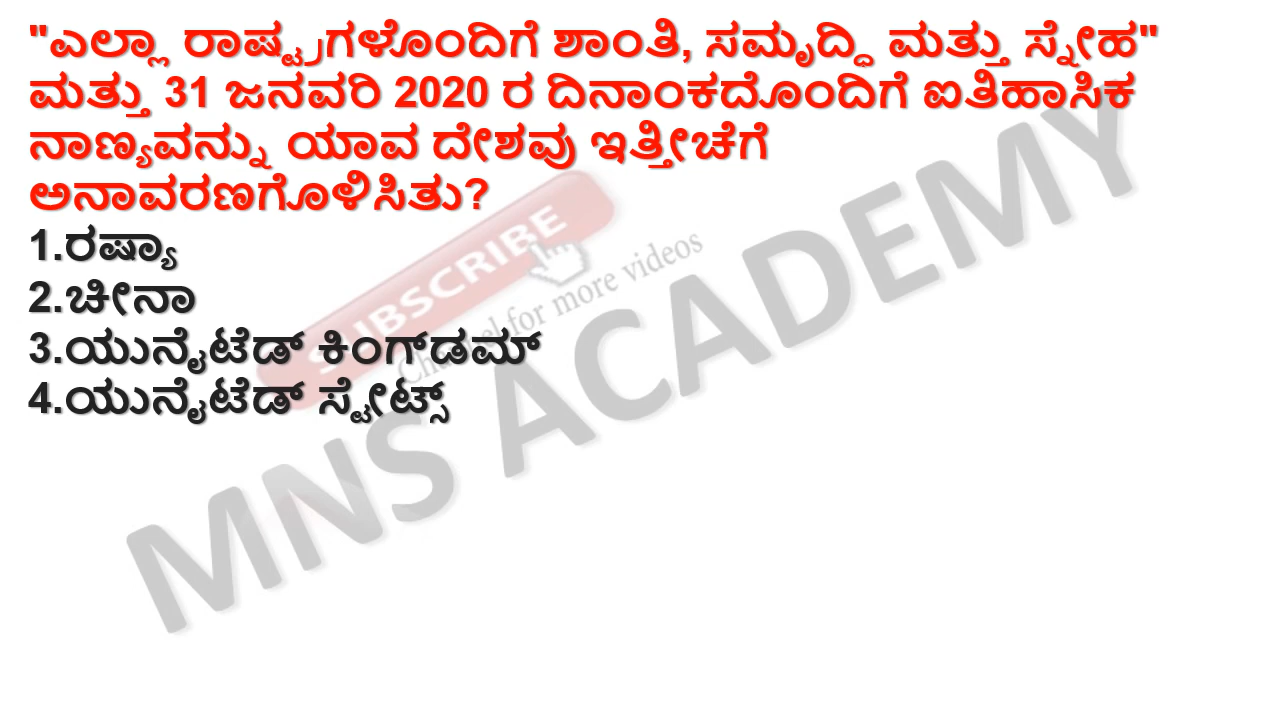 "ಎಲ್ಲಾ ರಾಷ್ಟ್ರಗಳೊಂದಿಗೆ ಶಾಂತಿ, ಸಮೃದ್ಧಿ ಮತ್ತು ಸ್ನೇಹ"
ಮತ್ತು 31 ಜನವರಿ 2020 ರ ದಿನಾಂಕದೊಂದಿಗೆ ಐತಿಹಾಸಿಕ
ನಾಣ್ಯವನ್ನು ಯಾವ ದೇಶವು ಇತ್ತೀಚೆಗೆ
ಅನಾವರಣಗೊಳಿಸಿತು?
1.ರಷ್ಯಾ
2.ಚೀನಾ
3.ಯುನೈಟೆಡ್ ಕಿಂಗ್‌ಡಮ್
4.ಯುನೈಟೆಡ್ ಸ್ಟೇಟ್ಸ್
SUBSCRIBE
Channel for more videos
MNS ACADEMY